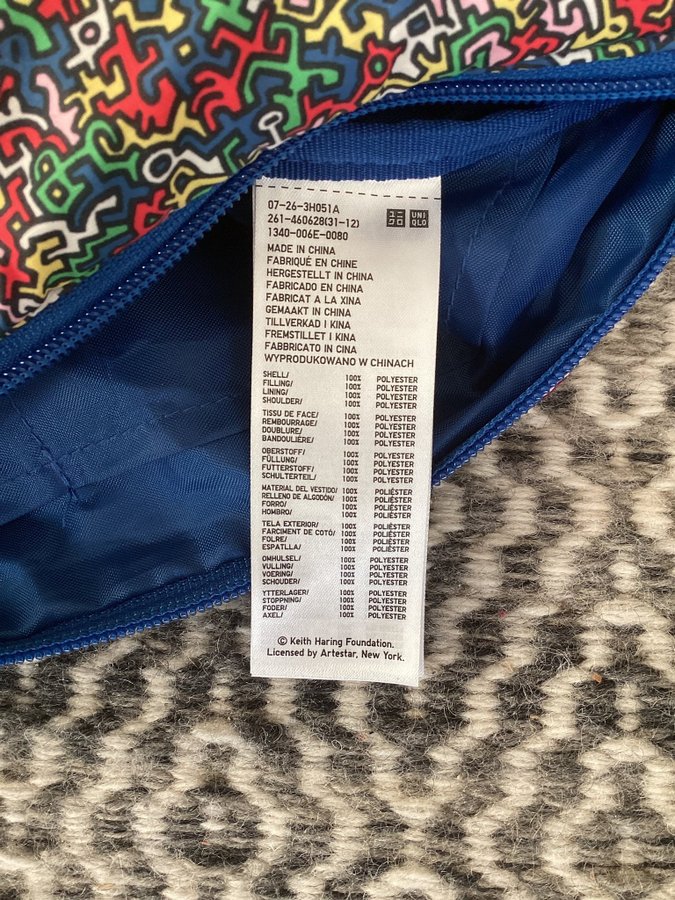 07-26-3H051A
261-460628(31-12)
1340-006E-0080
ユニクロ UNIQLO
MADE IN CHINA
FABRIQUÉ EN CHINE
HERGESTELLT IN CHINA
FABRICADO EN CHINA
FABRICAT A LA XINA
GEMAAKT IN CHINA
TILLVERKAD I KINA
FREMSTILLET I KINA
FABBRICATO IN CINA
WYPRODUKOWANO W CHINACH
SHELL/ 100% POLYESTER
FILLING/ 100% POLYESTER
LINING/ 100% POLYESTER
SHOULDER/ 100% POLYESTER
TISSU DE FACE/ 100% POLYESTER
REMBOURRAGE/ 100% POLYESTER
DOUBLURE/ 100% POLYESTER
BANDOULIÈRE/ 100% POLYESTER
OBERSTOFF/ 100% POLYESTER
FÜLLUNG/ 100% POLYESTER
FUTTERSTOFF/ 100% POLYESTER
SCHULTERTEIL/ 100% POLYESTER
MATERIAL DEL VESTIDO/ 100% POLIÉSTER
RELLENO DE ALGODÓN/ 100% POLIÉSTER
FORRO/ 100% POLIÉSTER
HOMBRO/ 100% POLIÉSTER
TELA EXTERIOR/ 100% POLIÈSTER
FARCIMENT DE COTÓ/ 100% POLIÈSTER
FOLRE/ 100% POLIÈSTER
ESPATLLA/ 100% POLIÈSTER
OMHULSEL/ 100% POLYESTER
VULLING/ 100% POLYESTER
VOERING/ 100% POLYESTER
SCHOUDER/ 100% POLYESTER
YTTERLAGER/ 100% POLYESTER
STOPPNING/ 100% POLYESTER
FODER/ 100% POLYESTER
AXEL/ 100% POLYESTER
© Keith Haring Foundation.
Licensed by Artestar, New York.